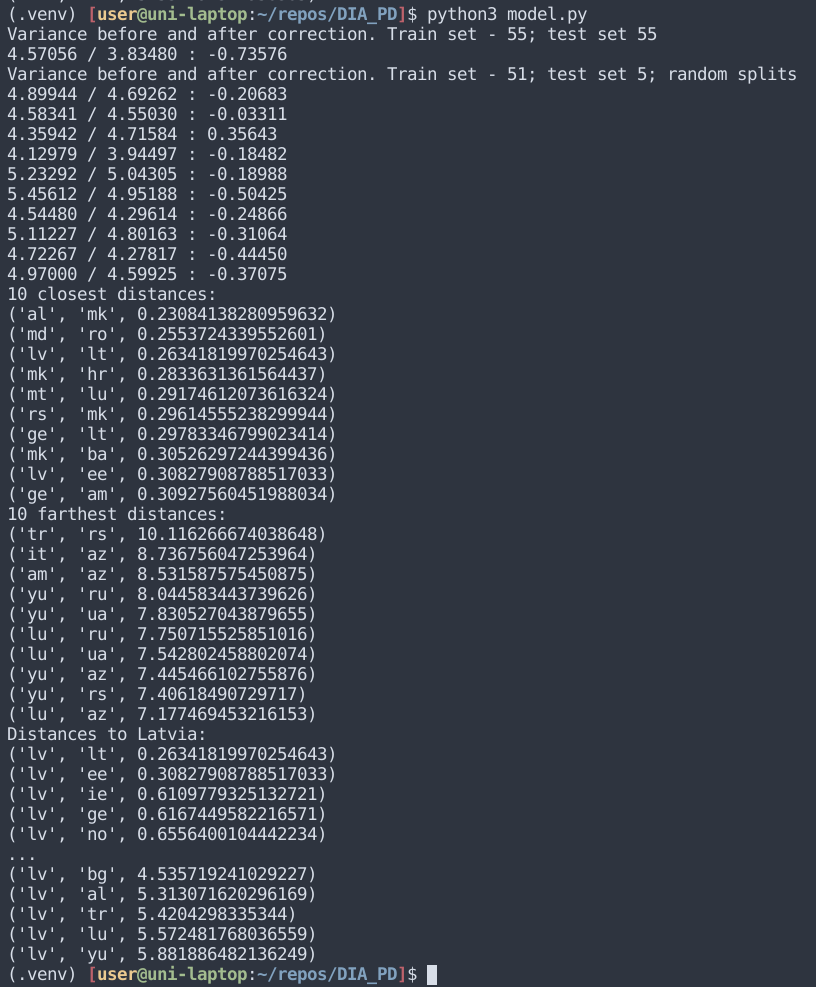 (.venv) [user@uni-laptop:~/repos/DIA_PD]$ python3 model.py
Variance before and after correction. Train set - 55; test set 55
4.57056 / 3.83480 : -0.73576
Variance before and after correction. Train set - 51; test set 5; random splits
4.89944 / 4.69262 : -0.20683
4.58341 / 4.55030 : -0.03311
4.35942 / 4.71584 : 0.35643
4.12979 / 3.94497 : -0.18482
5.23292 / 5.04305 : -0.18988
5.45612 / 4.95188 : -0.50425
4.54480 / 4.29614 : -0.24866
5.11227 / 4.80163 : -0.31064
4.72267 / 4.27817 : -0.44450
4.97000 / 4.59925 : -0.37075
10 closest distances:
('al', 'mk', 0.23084138280959632)
('md', 'ro', 0.2553724339552601)
('lv', 'lt', 0.26341819970254643)
('mk', 'hr', 0.2833631361564437)
('mt', 'lu', 0.29174612073616324)
('rs', 'mk', 0.29614555238299944)
('ge', 'lt', 0.29783346799023414)
('mk', 'ba', 0.30526297244399436)
('lv', 'ee', 0.30827908788517033)
('ge', 'am', 0.30927560451988034)
10 farthest distances:
('tr', 'rs', 10.116266674038648)
('it', 'az', 8.736756047253964)
('am', 'az', 8.531587575450875)
('yu', 'ru', 8.044583443739626)
('yu', 'ua', 7.830527043879655)
('lu', 'ru', 7.750715525851016)
('lu', 'ua', 7.542802458802074)
('yu', 'az', 7.445466102755876)
('yu', 'rs', 7.40618490729717)
('lu', 'az', 7.177469453216153)
Distances to Latvia:
('lv', 'lt', 0.26341819970254643)
('lv', 'ee', 0.30827908788517033)
('lv', 'ie', 0.6109779325132721)
('lv', 'ge', 0.6167449582216571)
('lv', 'no', 0.6556400104442234)
...
('lv', 'bg', 4.535719241029227)
('lv', 'al', 5.313071620296169)
('lv', 'tr', 5.4204298335344)
('lv', 'lu', 5.572481768036559)
('lv', 'yu', 5.881886482136249)
(.venv) [user@uni-laptop:~/repos/DIA_PD]$